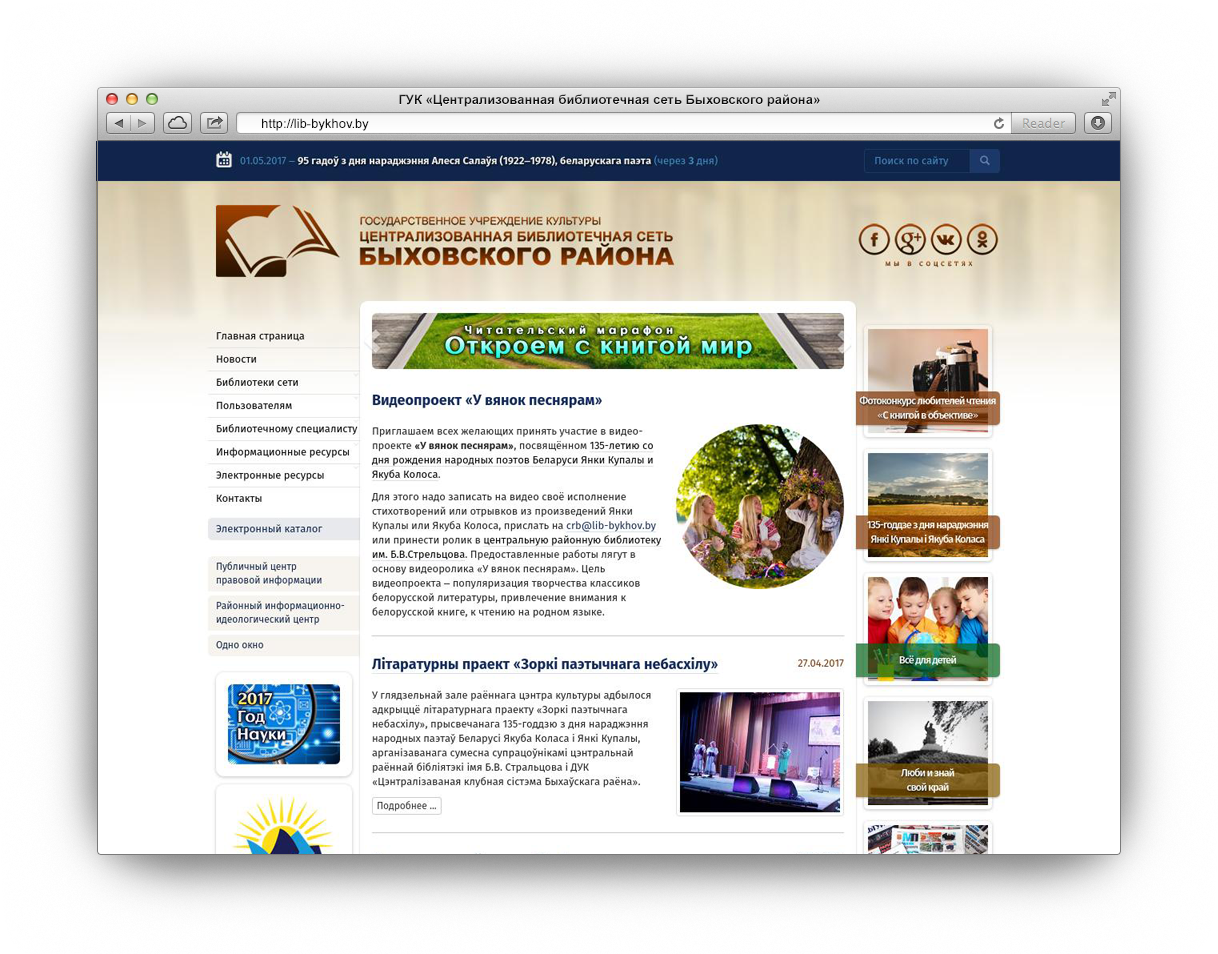 ГУК «Централизованная библиотечная сеть Быховского района»
http://lib-bykhov.by
Reader
01.05.2017 – 95 гадоў з дня нараджэння Алеся Салаўя (1922–1978), беларускага паэта (через 3 дня)
Поиск по сайту
ГОСУДАРСТВЕННОЕ УЧРЕЖДЕНИЕ КУЛЬТУРЫ
ЦЕНТРАЛИЗОВАННАЯ БИБЛИОТЕЧНАЯ СЕТЬ
БЫХОВСКОГО РАЙОНА
МЫ В СОЦСЕТЯХ
Главная страница
Новости
Библиотеки сети
Пользователям
Библиотечному специалисту
Информационные ресурсы
Электронные ресурсы
Контакты
Электронный каталог
Публичный центр
правовой информации
Районный информационно-
идеологический центр
Одно окно
2017
Год
Науки
Читательский марафон
Откроем с книгой мир
Видеопроект «У вянок песнярам»
Приглашаем всех желающих принять участие в видео-
проекте «У вянок песнярам», посвящённом 135-летию со
дня рождения народных поэтов Беларуси Янки Купалы и
Якуба Колоса.
Для этого надо записать на видео своё исполнение
стихотворений или отрывков из произведений Янки
Купалы или Якуба Колоса, прислать на crb@lib-bykhov.by
или принести ролик в центральную районную библиотеку
им. Б.В.Стрельцова. Предоставленные работы лягут в
основу видеоролика «У вянок песнярам». Цель
видеопроекта – популяризация творчества классиков
белорусской литературы, привлечение внимания к
белорусской книге, к чтению на родном языке.
Літаратурны праект «Зоркі паэтычнага небасхілу»
27.04.2017
У глядзельнай зале раённага цэнтра культуры адбылося
адкрыццё літаратурнага праекту «Зоркі паэтычнага
небасхілу», прысвечанага 135-годдзю з дня нараджэння
народных паэтаў Беларусі Якуба Коласа і Янкі Купалы,
арганізаванага сумесна супрацоўнікамі цэнтральнай
раённай бібліятэкі імя Б.В. Стральцова і ДУК
«Цэнтралізаваная клубная сістэма Быхаўскага раёна».
Подробнее ...
Фотоконкурс любителей чтения
«С книгой в объективе»
135-годдзе з дня нараджэння
Янкі Купалы і Якуба Коласа
Всё для детей
Люби и знай
свой край